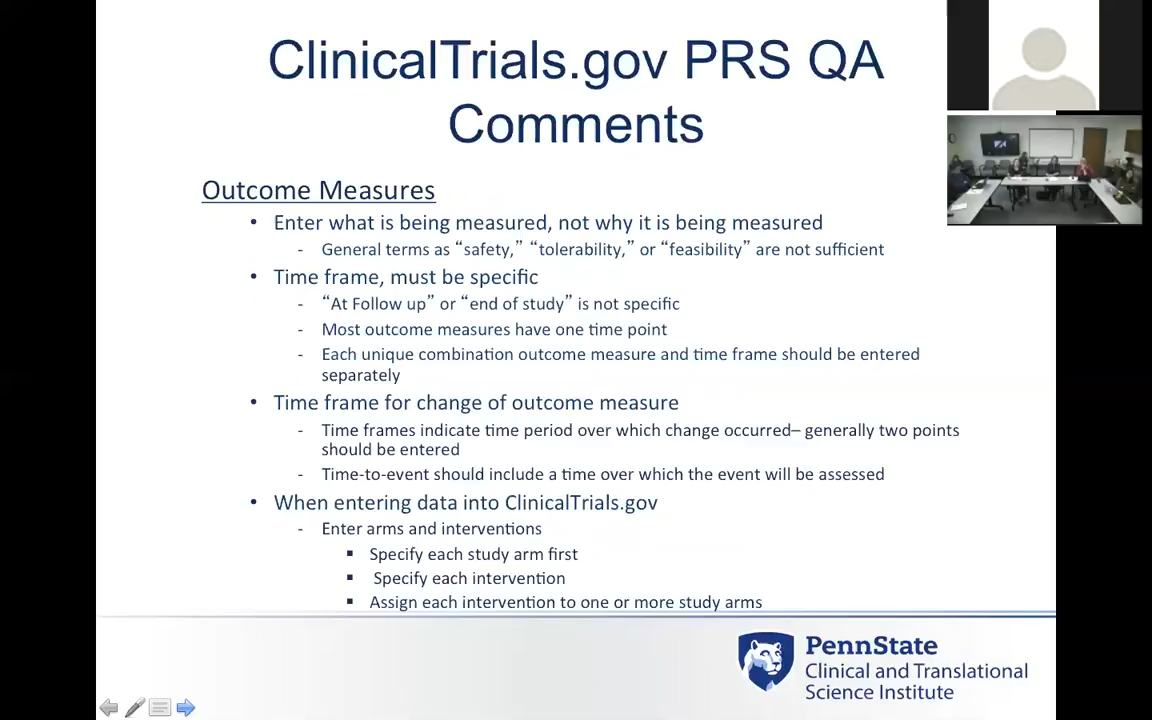 ClinicalTrials.gov PRS QA
Comments
Outcome Measures
• Enter what is being measured, not why it is being measured
- General terms as “safety,” “tolerability,” or “feasibility” are not sufficient
• Time frame, must be specific
- “At Follow up” or “end of study” is not specific
- Most outcome measures have one time point
- Each unique combination outcome measure and time frame should be entered
separately
• Time frame for change of outcome measure
- Time frames indicate time period over which change occurred– generally two points
should be entered
- Time-to-event should include a time over which the event will be assessed
• When entering data into ClinicalTrials.gov
- Enter arms and interventions
▪ Specify each study arm first
▪ Specify each intervention
▪ Assign each intervention to one or more study arms
PennState
Clinical and Translational
Science Institute